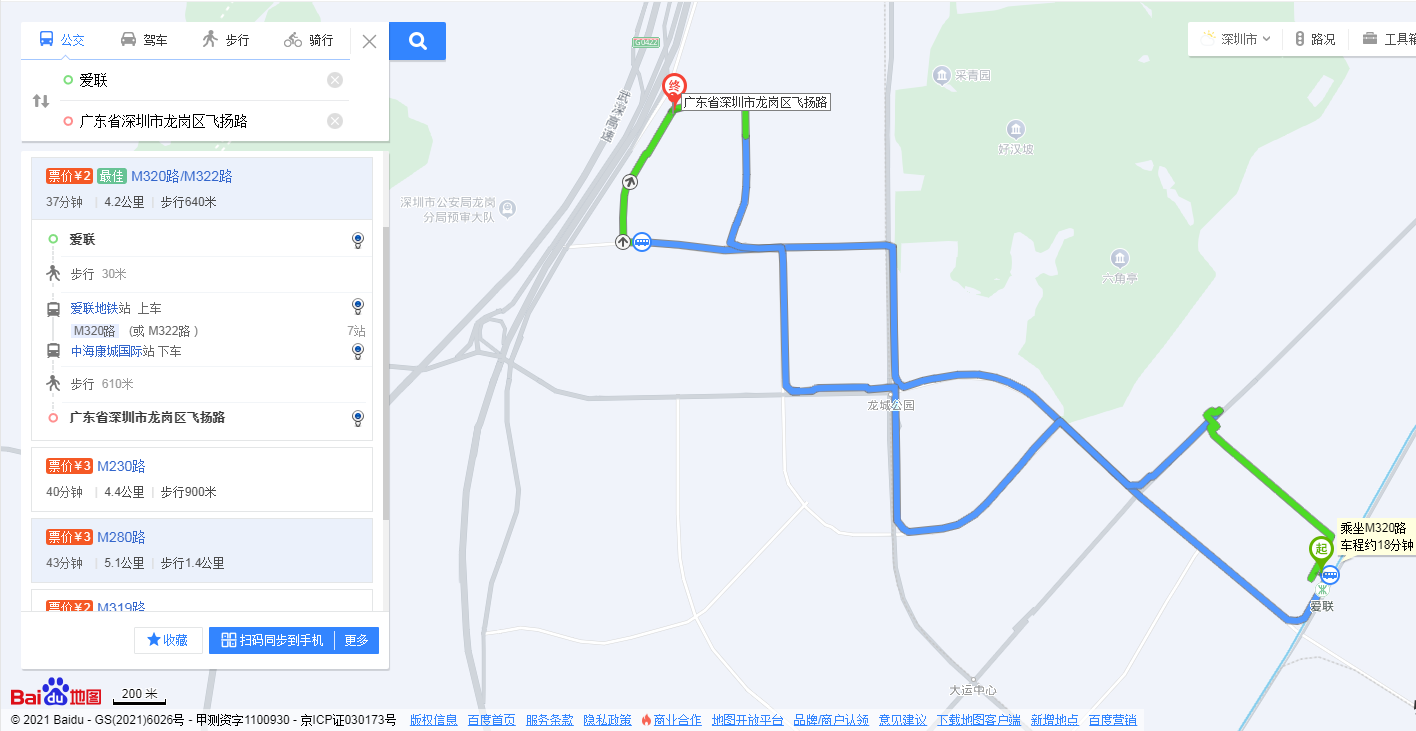 公交
驾车
步行
骑行
爱联
广东省深圳市龙岗区飞扬路
票价¥2 最佳 M320路/M322路
37分钟 | 4.2公里 | 步行640米
爱联
步行 30米
爱联地铁站 上车
M320路 (或 M322路 )
7站
中海康城国际站 下车
步行 610米
广东省深圳市龙岗区飞扬路
票价¥3 M230路
40分钟 | 4.4公里 | 步行900米
票价¥3 M280路
43分钟 | 5.1公里 | 步行1.4公里
票价¥2 M319路
收藏
扫码同步到手机
更多
深圳市
路况
工具箱
G0422
武深高速
终
广东省深圳市龙岗区飞扬路
采青园
好汉坡
深圳市公安局龙岗
分局预审大队
六角亭
龙城公园
乘坐M320路
车程约18分钟
起
爱联
大运中心
Bai du 地图
200 米
© 2021 Baidu - GS(2021)6026号 - 甲测资字1100930 - 京ICP证030173号 版权信息 百度首页 服务条款 隐私政策 商业合作 地图开放平台 品牌/商户认领 意见建议 下载地图客户端 新增地点 百度营销